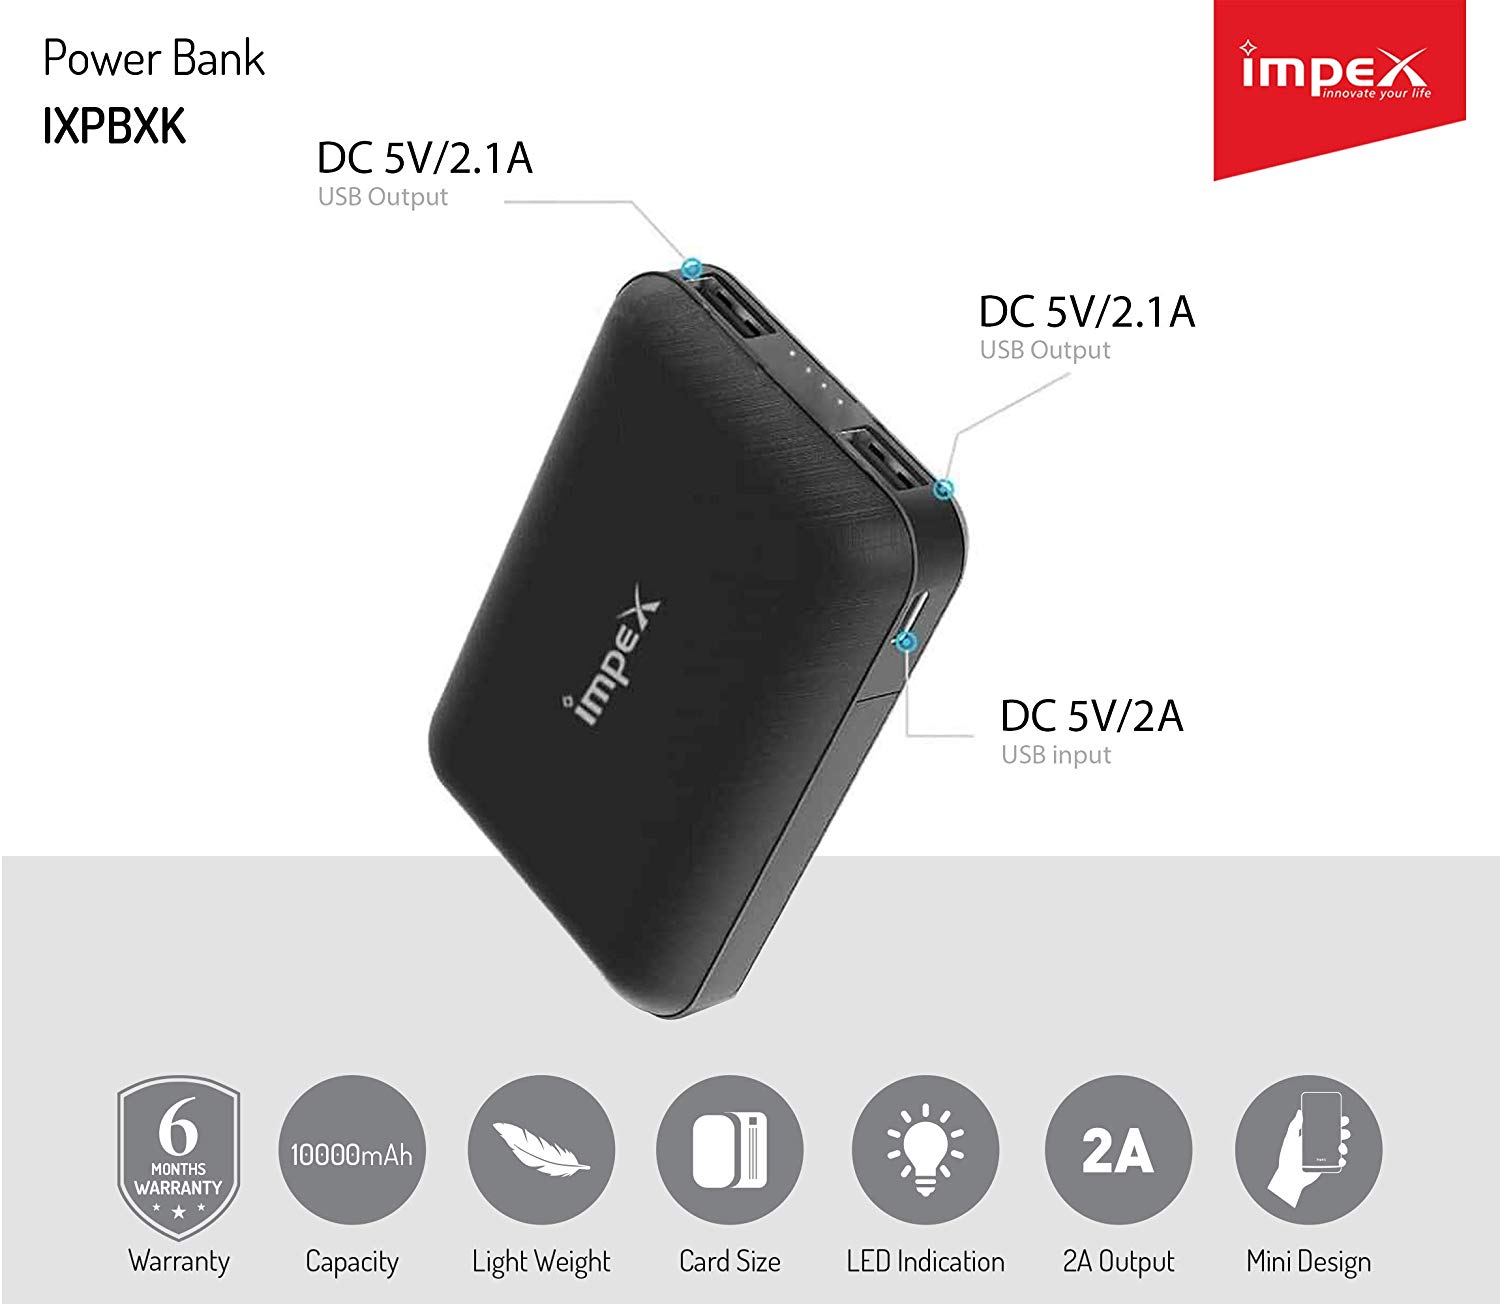 Power Bank
IXPBXK
impex
innovate your life
DC 5V/2.1A
USB Output
DC 5V/2.1A
USB Output
impex
DC 5V/2A
USB input
6
MONTHS
WARRANTY
10000mAh
2A
Warranty
Capacity
Light Weight
Card Size
LED Indication
2A Output
Mini Design